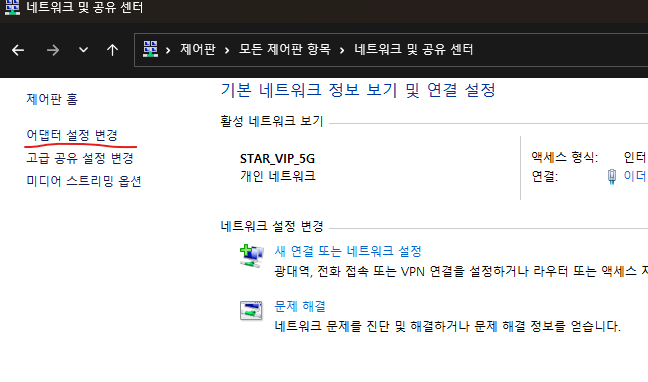 네트워크 및 공유 센터
제어판 > 모든 제어판 항목 > 네트워크 및 공유 센터
제어판 홈
어댑터 설정 변경
고급 공유 설정 변경
미디어 스트리밍 옵션
기본 네트워크 정보 보기 및 연결 설정
활성 네트워크 보기
STAR_VIP_5G
개인 네트워크
액세스 형식: 인터
연결: 이더
네트워크 설정 변경
새 연결 또는 네트워크 설정
광대역, 전화 접속 또는 VPN 연결을 설정하거나 라우터 또는 액세스 지
문제 해결
네트워크 문제를 진단 및 해결하거나 문제 해결 정보를 얻습니다.